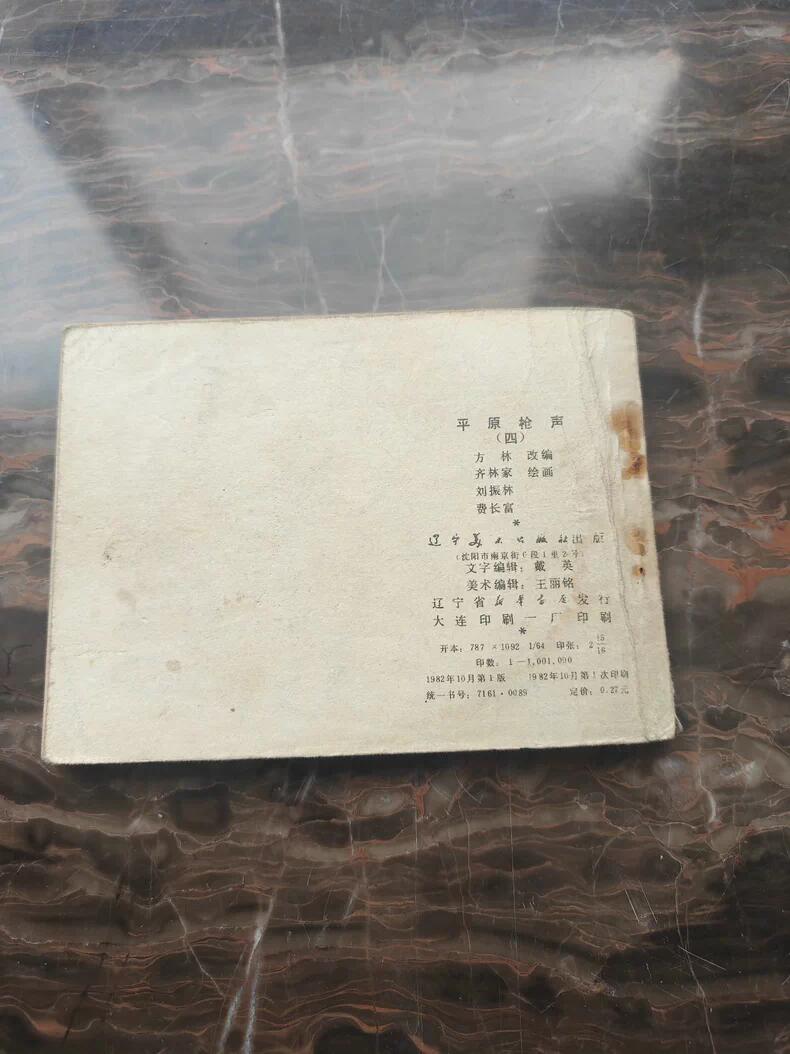 平原枪声
(四)
方林 改编
齐林家 绘画
刘振林
费长富
*
辽宁美术出版社出版
(沈阳市南京街6段1里2号)
文字编辑：戴英
美术编辑：王丽铭
辽宁省新华书店发行
大连印刷一厂印刷
*
开本：787×1092 1/64 印张：2 15/16
印数：1—1,001,090
1982年10月第1版 1982年10月第1次印刷
统一书号：7161·0089 定价：0.27元